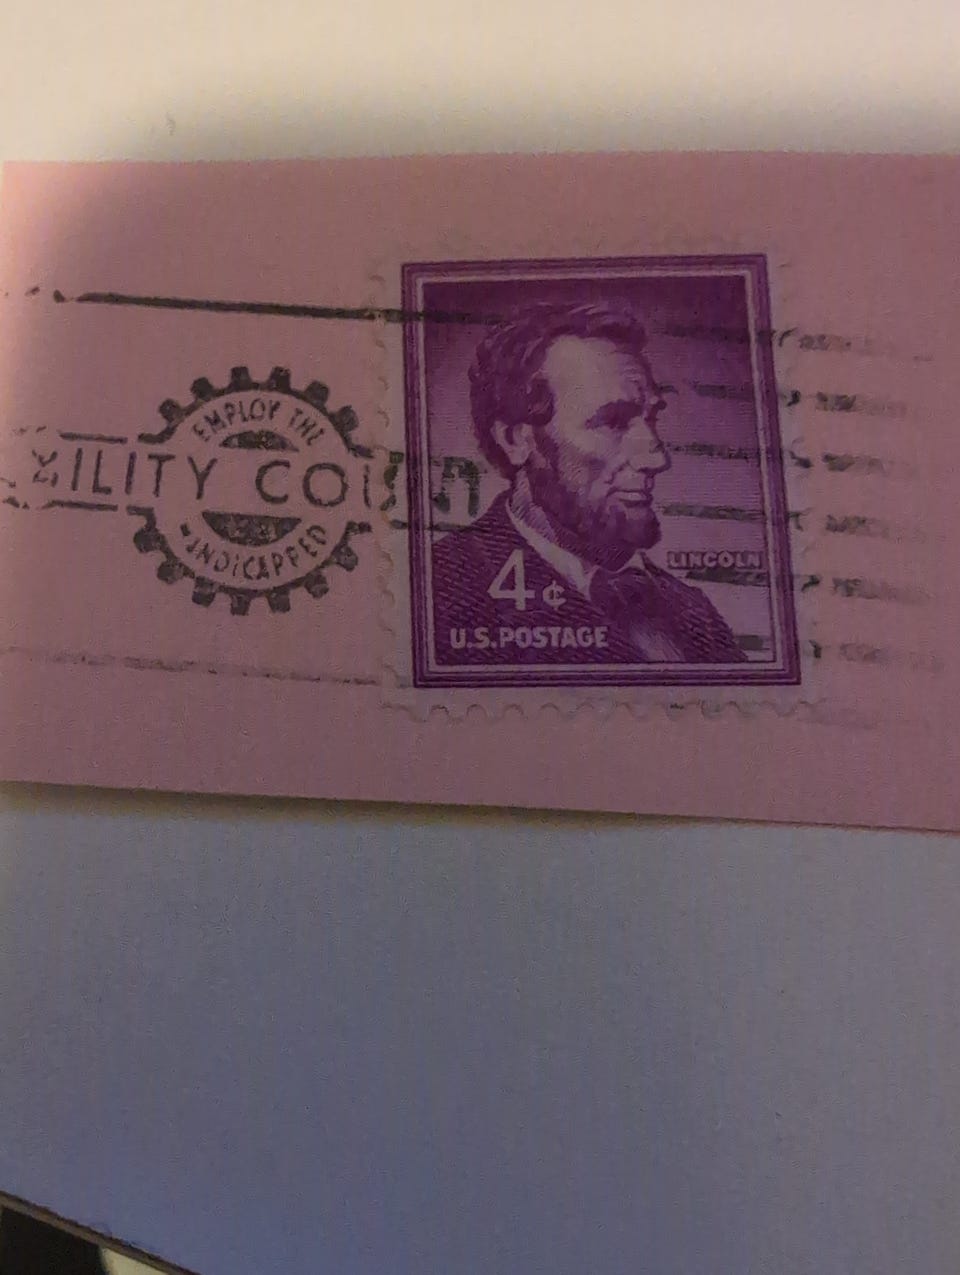 EMPLOY THE
ILITY CO
HANDICAPPED
LINCOLN
4¢
U.S. POSTAGE